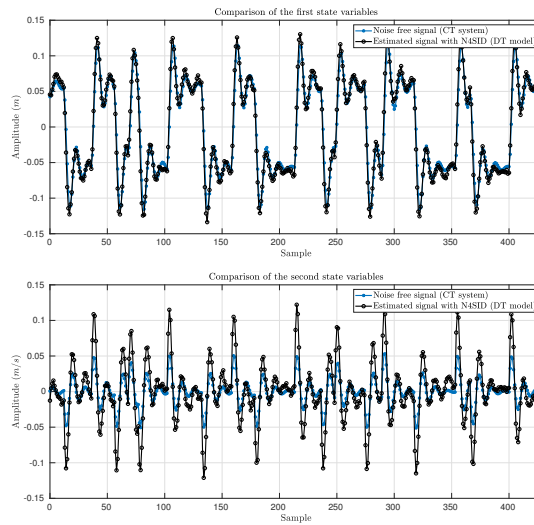 Comparison of the first state variables
Noise free signal (CT system)
Estimated signal with N4SID (DT model)
Amplitude (m)
0.15
0.1
0.05
0
-0.05
-0.1
-0.15
0 50 100 150 200 250 300 350 400
Sample
Comparison of the second state variables
Noise free signal (CT system)
Estimated signal with N4SID (DT model)
Amplitude (m/s)
0.15
0.1
0.05
0
-0.05
-0.1
-0.15
0 50 100 150 200 250 300 350 400
Sample